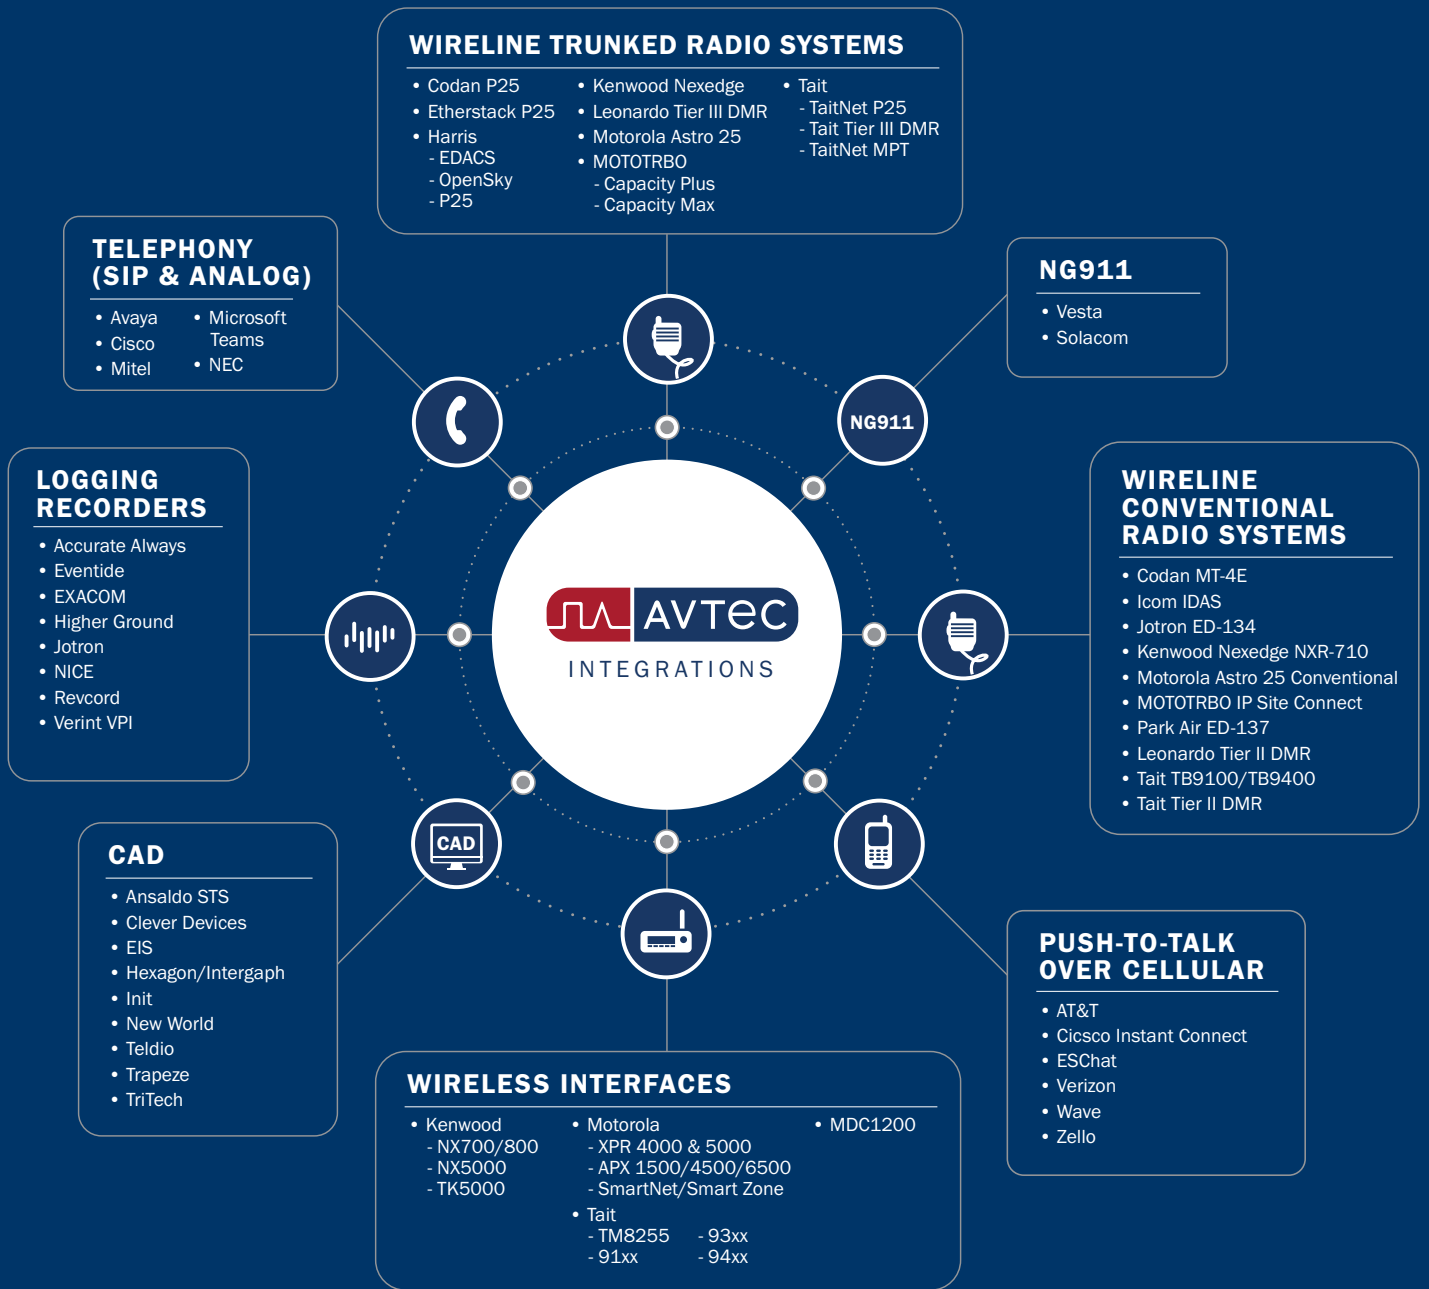 WIRELINE TRUNKED RADIO SYSTEMS
• Codan P25
• Etherstack P25
• Harris
- EDACS
- OpenSky
- P25
• Kenwood Nexedge
• Leonardo Tier III DMR
• Motorola Astro 25
• MOTOTRBO
- Capacity Plus
- Capacity Max
• Tait
- TaitNet P25
- Tait Tier III DMR
- TaitNet MPT
TELEPHONY
(SIP & ANALOG)
• Avaya
• Cisco
• Mitel
• Microsoft
Teams
• NEC
NG911
• Vesta
• Solacom
NG911
LOGGING
RECORDERS
• Accurate Always
• Eventide
• EXACOM
• Higher Ground
• Jotron
• NICE
• Revcord
• Verint VPI
AVTEC
INTEGRATIONS
WIRELINE
CONVENTIONAL
RADIO SYSTEMS
• Codan MT-4E
• Icom IDAS
• Jotron ED-134
• Kenwood Nexedge NXR-710
• Motorola Astro 25 Conventional
• MOTOTRBO IP Site Connect
• Park Air ED-137
• Leonardo Tier II DMR
• Tait TB9100/TB9400
• Tait Tier II DMR
CAD
CAD
• Ansaldo STS
• Clever Devices
• EIS
• Hexagon/Intergaph
• Init
• New World
• Teldio
• Trapeze
• TriTech
PUSH-TO-TALK
OVER CELLULAR
• AT&T
• Cicsco Instant Connect
• ESChat
• Verizon
• Wave
• Zello
WIRELESS INTERFACES
• Kenwood
- NX700/800
- NX5000
- TK5000
• Motorola
- XPR 4000 & 5000
- APX 1500/4500/6500
- SmartNet/Smart Zone
• Tait
- TM8255 - 93xx
- 91xx - 94xx
• MDC1200